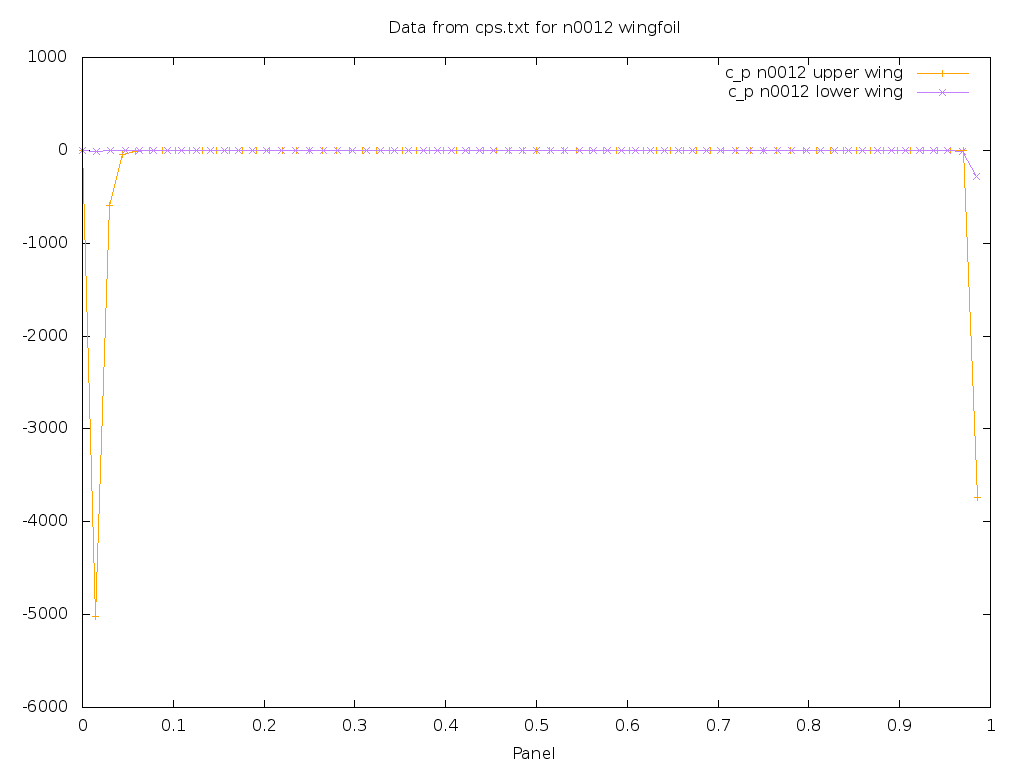 Data from cps.txt for n0012 wingfoil
1000
c_p n0012 upper wing
c_p n0012 lower wing
0
-1000
-2000
-3000
-4000
-5000
-6000
0 0.1 0.2 0.3 0.4 0.5 0.6 0.7 0.8 0.9 1
Panel